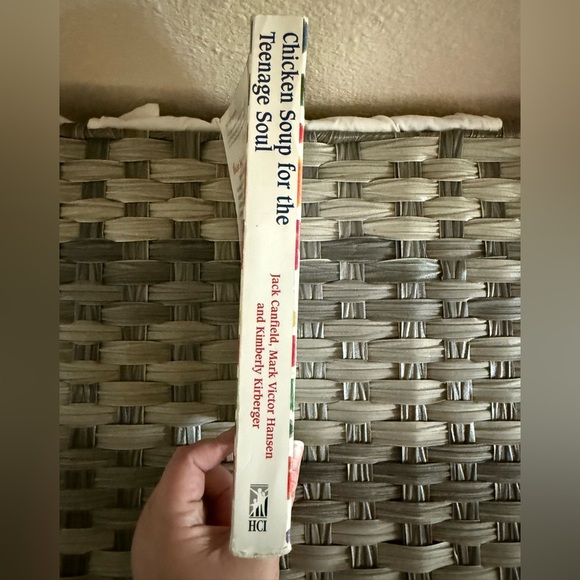 Chicken Soup for the
Teenage Soul
Jack Canfield, Mark Victor Hansen
and Kimberly Kirberger
HCI